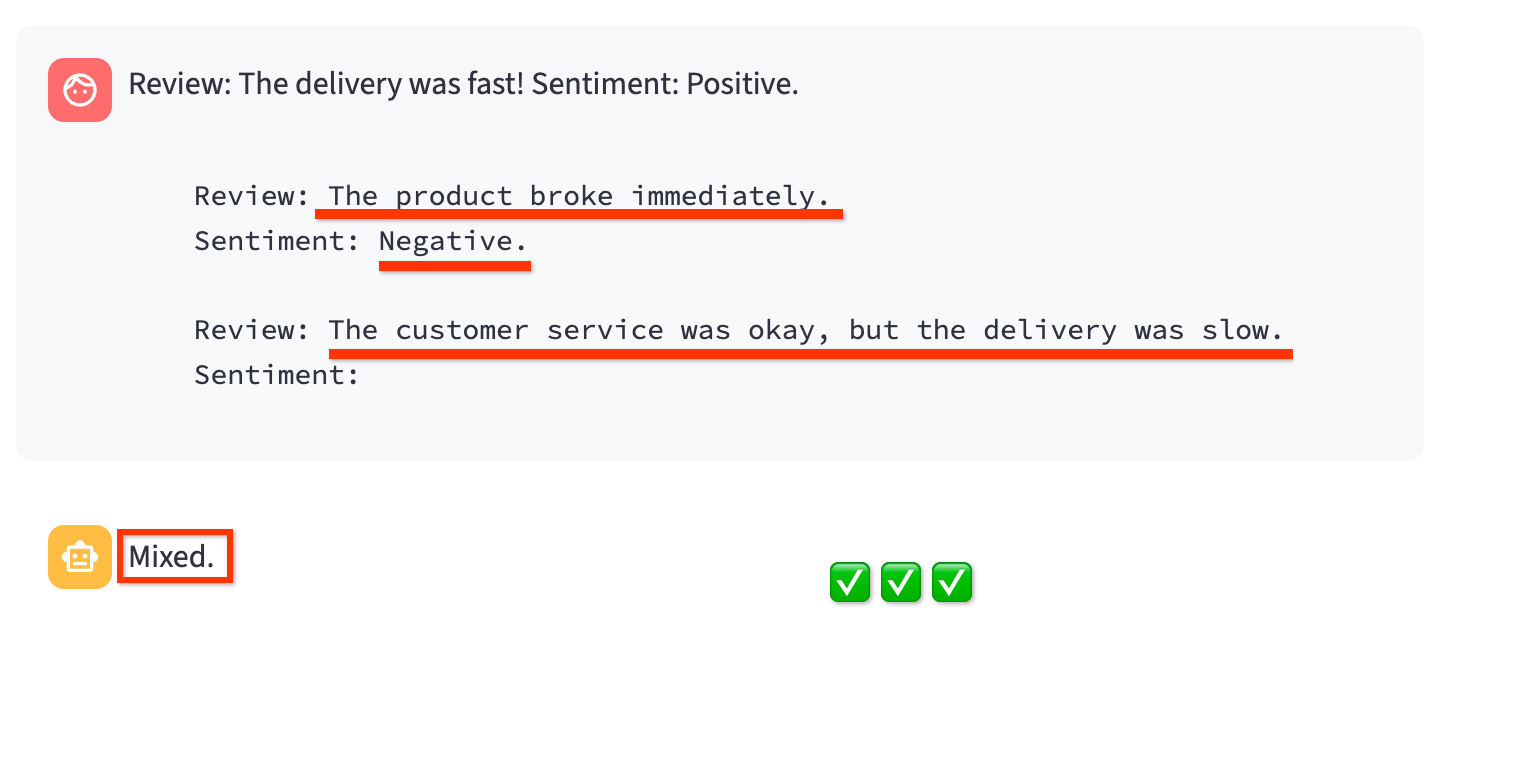 Review: The delivery was fast! Sentiment: Positive.
Review: The product broke immediately.
Sentiment: Negative.
Review: The customer service was okay, but the delivery was slow.
Sentiment:
Mixed.